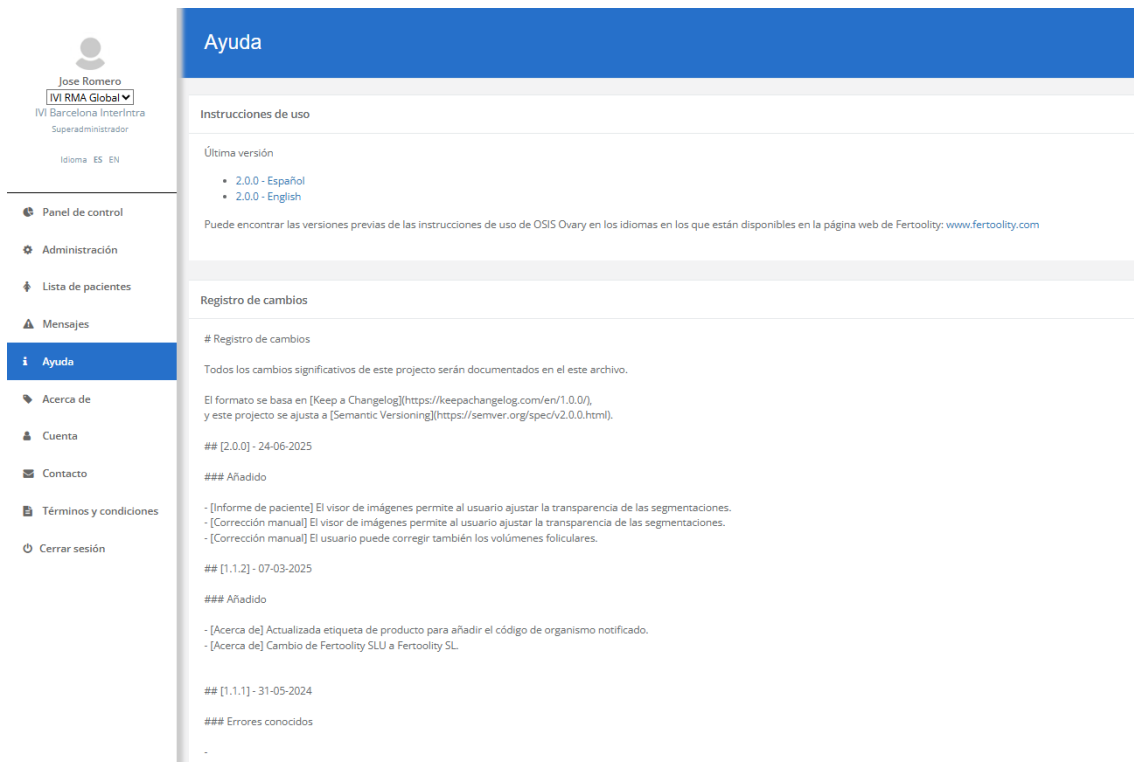 Jose Romero
IVI RMA Global
IVI Barcelona InterIntra
Superadministrador
Idioma ES EN
Panel de control
Administración
Lista de pacientes
Mensajes
Ayuda
Acerca de
Cuenta
Contacto
Términos y condiciones
Cerrar sesión
Ayuda
Instrucciones de uso
Última versión
2.0.0 - Español
2.0.0 - English
Puede encontrar las versiones previas de las instrucciones de uso de OSIS Ovary en los idiomas en los que están disponibles en la página web de Fertoolity: www.fertoolity.com
Registro de cambios
# Registro de cambios
Todos los cambios significativos de este projecto serán documentados en el este archivo.
El formato se basa en [Keep a Changelog](https://keepachangelog.com/en/1.0.0/),
y este projecto se ajusta a [Semantic Versioning](https://semver.org/spec/v2.0.0.html).
## [2.0.0] - 24-06-2025
### Añadido
- [Informe de paciente] El visor de imágenes permite al usuario ajustar la transparencia de las segmentaciones.
- [Corrección manual] El visor de imágenes permite al usuario ajustar la transparencia de las segmentaciones.
- [Corrección manual] El usuario puede corregir también los volúmenes foliculares.
## [1.1.2] - 07-03-2025
### Añadido
- [Acerca de] Actualizada etiqueta de producto para añadir el código de organismo notificado.
- [Acerca de] Cambio de Fertoolity SLU a Fertoolity SL.
## [1.1.1] - 31-05-2024
### Errores conocidos
-